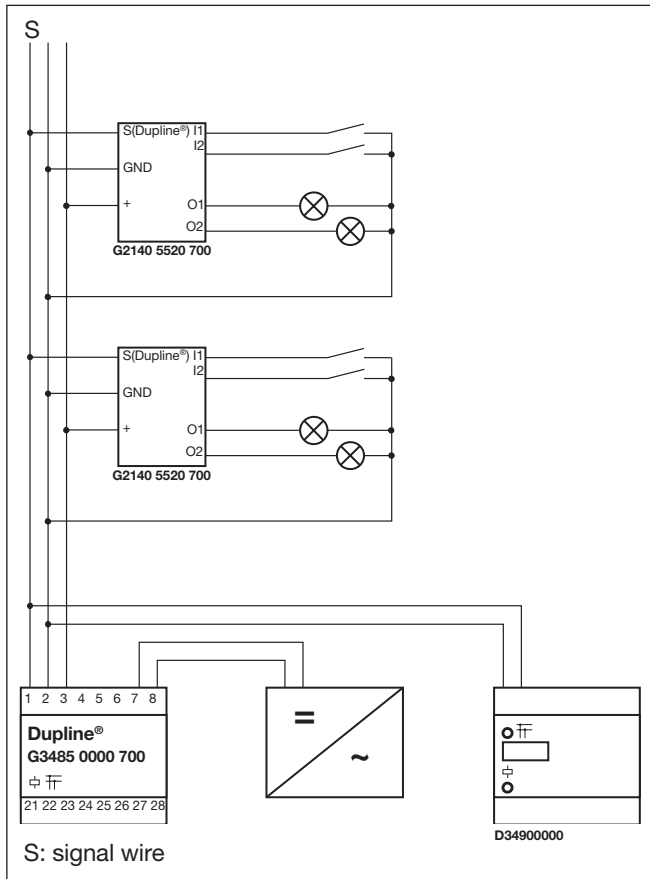 S
S(Dupline®) I1
I2
GND
+ O1
O2
G2140 5520 700
S(Dupline®) I1
I2
GND
+ O1
O2
G2140 5520 700
1 2 3 4 5 6 7 8
Dupline®
G3485 0000 700
21 22 23 24 25 26 27 28
=
~
D34900000
S: signal wire